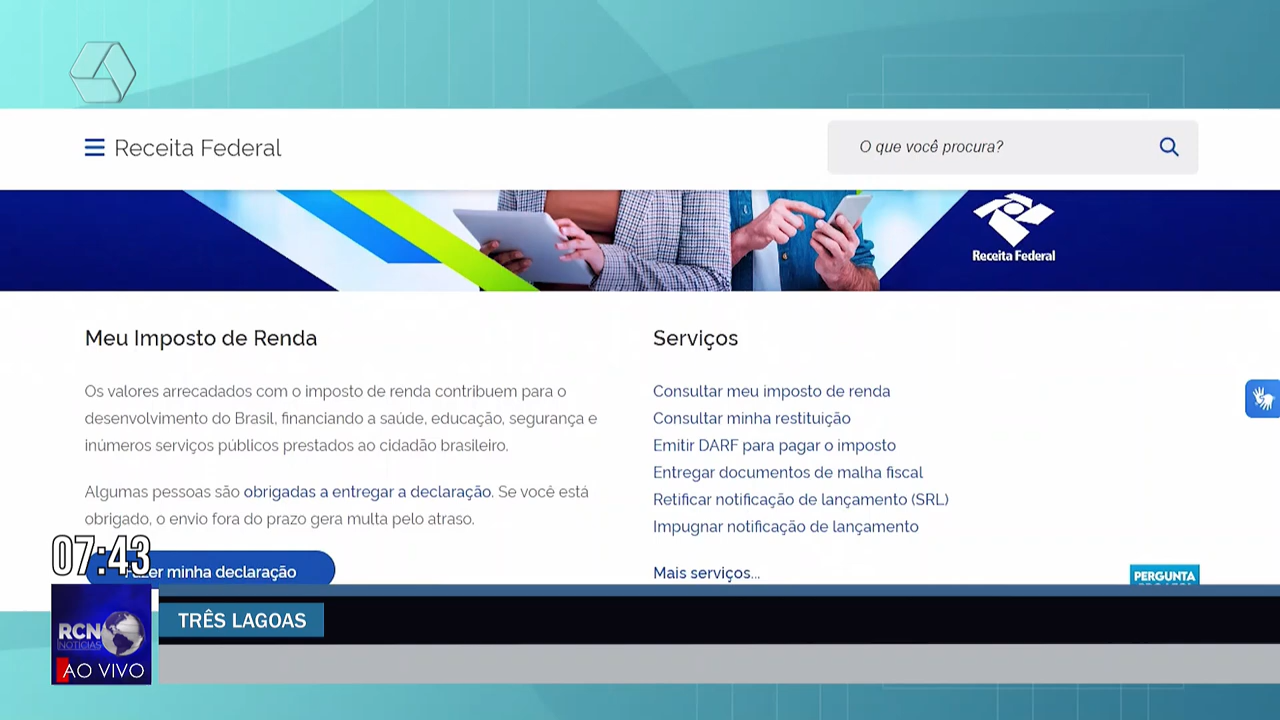 Receita Federal
O que você procura?
Receita Federal
Meu Imposto de Renda
Os valores arrecadados com o imposto de renda contribuem para o
desenvolvimento do Brasil, financiando a saúde, educação, segurança e
inúmeros serviços públicos prestados ao cidadão brasileiro.
Algumas pessoas são obrigadas a entregar a declaração. Se você está
obrigado, o envio fora do prazo gera multa pelo atraso.
minha declaração
Serviços
Consultar meu imposto de renda
Consultar minha restituição
Emitir DARF para pagar o imposto
Entregar documentos de malha fiscal
Retificar notificação de lançamento (SRL)
Impugnar notificação de lançamento
Mais serviços...
PERGUNTA
07:43
RCN
NOTÍCIAS
AO VIVO
TRÊS LAGOAS